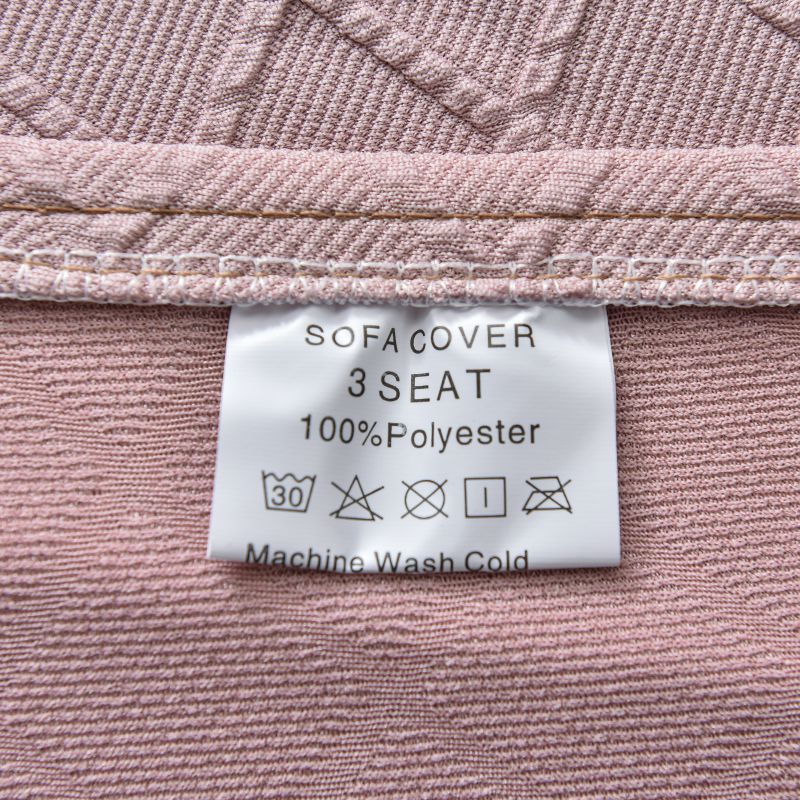 SOFA COVER
3 SEAT
100%Polyester
30
Machine Wash Cold